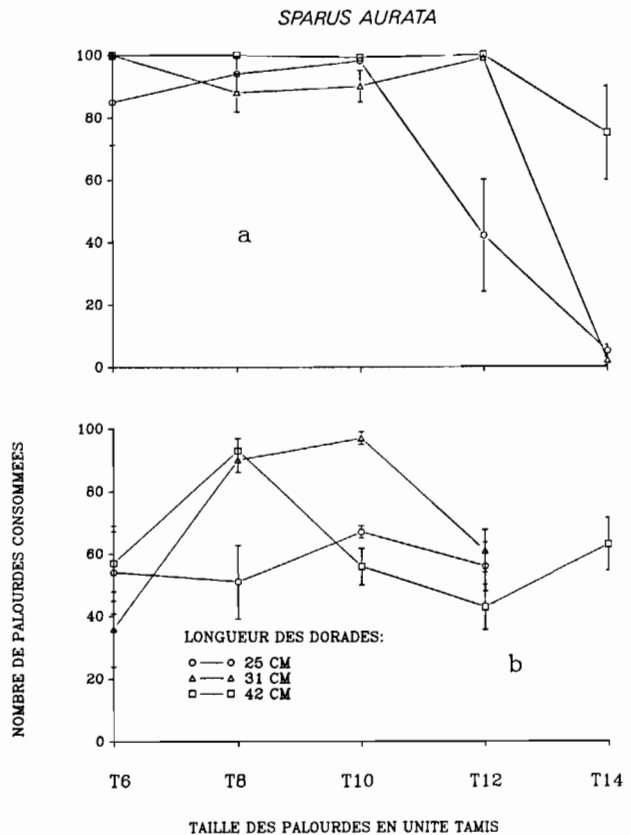 SPARUS AURATA
100
80
60
40
20
0
a
NOMBRE DE PALOURDES CONSOMMEES
100
80
60
40
20
0
LONGUEUR DES DORADES:
25 CM
31 CM
42 CM
b
T6 T8 T10 T12 T14
TAILLE DES PALOURDES EN UNITE TAMIS